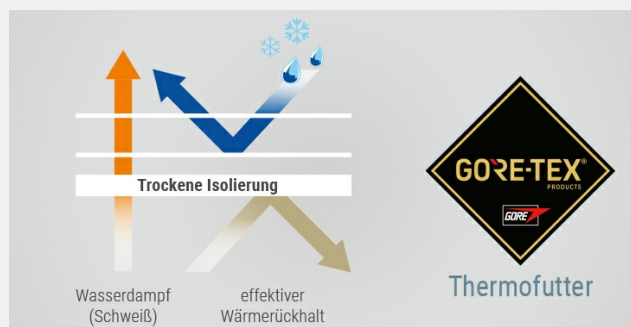 Trockene Isolierung
Wasserdampf
(Schweiß)
effektiver
Wärmerückhalt
GORE-TEX®
PRODUCTS
GORE
Thermofutter